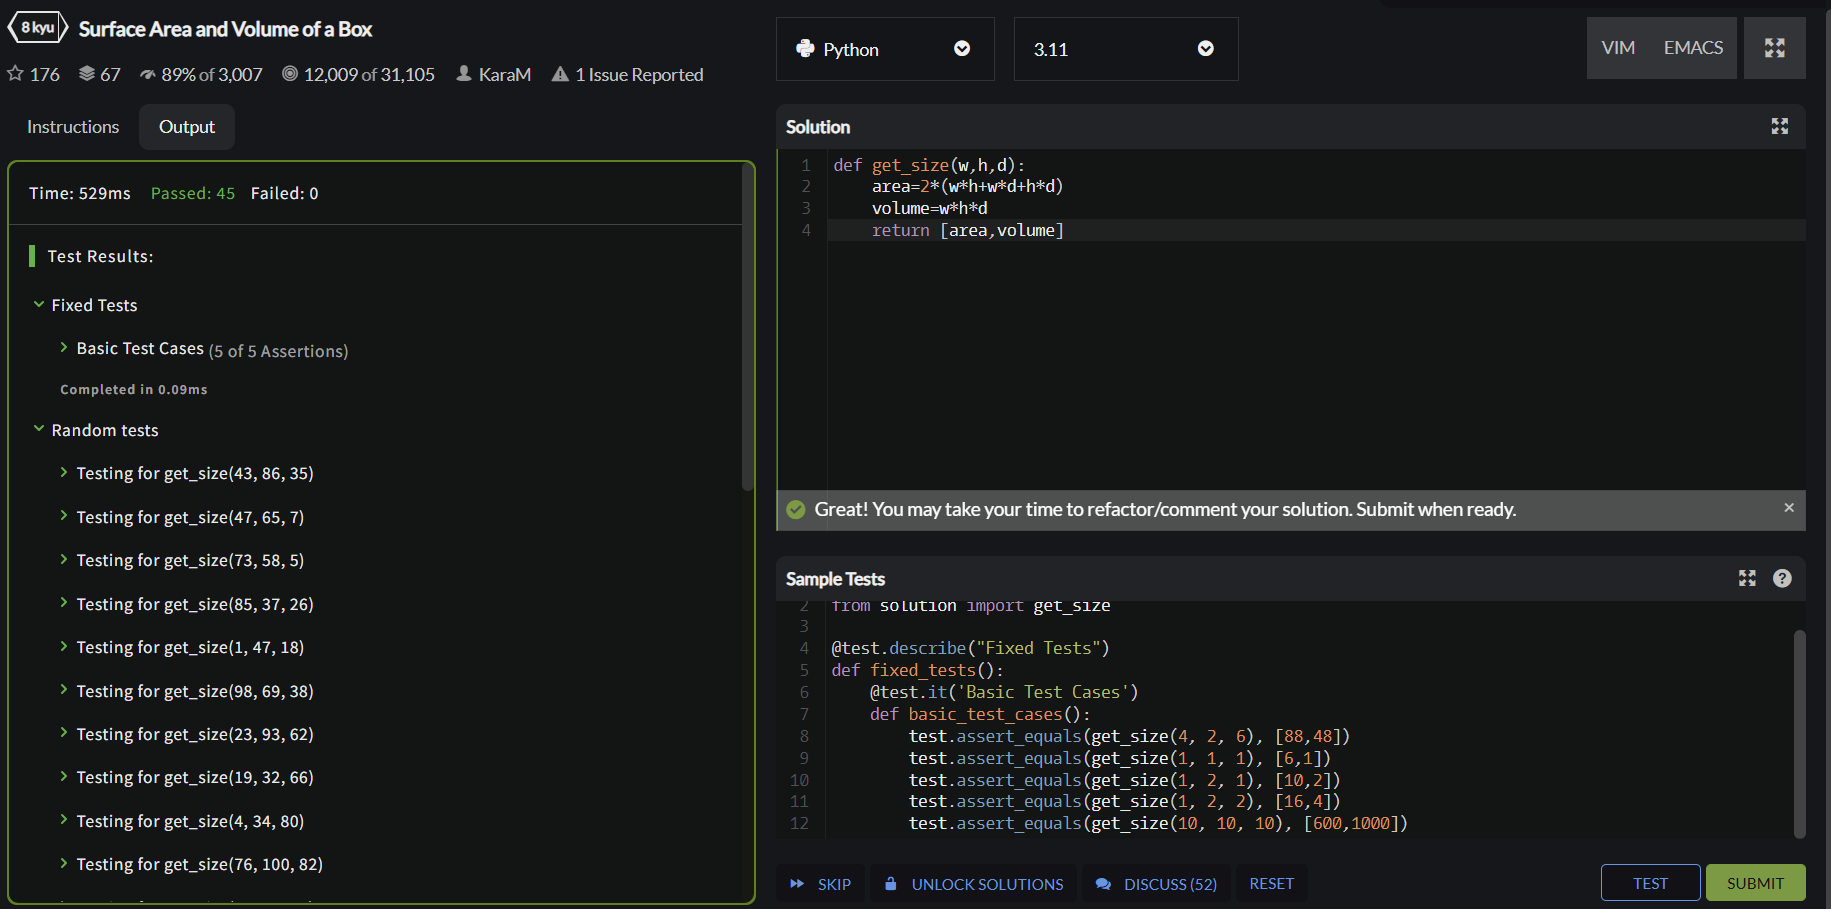 8 kyu Surface Area and Volume of a Box
176 67 89% of 3,007 12,009 of 31,105 KaraM 1 Issue Reported
Instructions Output
Time: 529ms Passed: 45 Failed: 0
Test Results:
Fixed Tests
Basic Test Cases (5 of 5 Assertions)
Completed in 0.09ms
Random tests
Testing for get_size(43, 86, 35)
Testing for get_size(47, 65, 7)
Testing for get_size(73, 58, 5)
Testing for get_size(85, 37, 26)
Testing for get_size(1, 47, 18)
Testing for get_size(98, 69, 38)
Testing for get_size(23, 93, 62)
Testing for get_size(19, 32, 66)
Testing for get_size(4, 34, 80)
Testing for get_size(76, 100, 82)
Python 3.11 VIM EMACS
Solution
1 def get_size(w,h,d):
2     area=2*(w*h+w*d+h*d)
3     volume=w*h*d
4     return [area,volume]
Great! You may take your time to refactor/comment your solution. Submit when ready. ×
Sample Tests ?
2 from solution import get_size
3
4 @test.describe("Fixed Tests")
5 def fixed_tests():
6     @test.it('Basic Test Cases')
7     def basic_test_cases():
8         test.assert_equals(get_size(4, 2, 6), [88,48])
9         test.assert_equals(get_size(1, 1, 1), [6,1])
10         test.assert_equals(get_size(1, 2, 1), [10,2])
11         test.assert_equals(get_size(1, 2, 2), [16,4])
12         test.assert_equals(get_size(10, 10, 10), [600,1000])
SKIP UNLOCK SOLUTIONS DISCUSS (52) RESET TEST SUBMIT